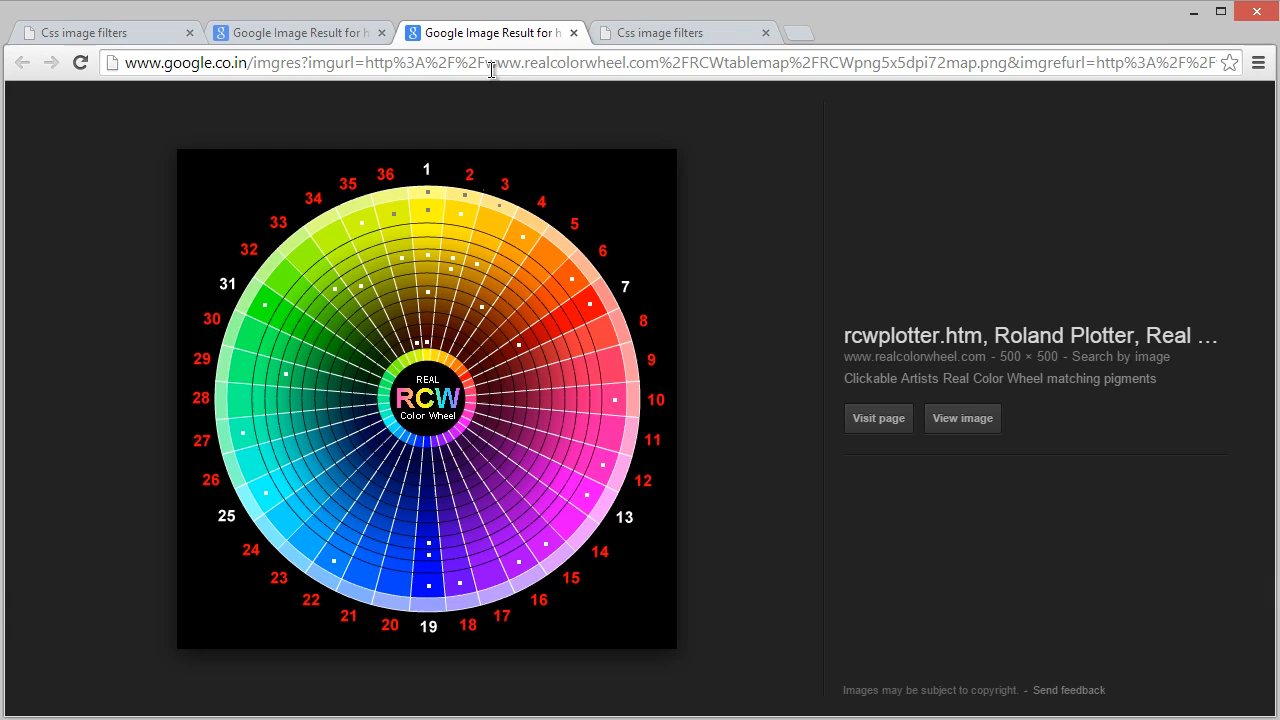 Css image filters
Google Image Result for h
Google Image Result for h
Css image filters
www.google.co.in/imgres?imgurl=http%3A%2F%2Fwww.realcolorwheel.com%2FRCWtablemap%2FRCWpng5x5dpi72map.png&imgrefurl=http%3A%2F%2F
1
2
3
4
5
6
7
8
9
10
11
12
13
14
15
16
17
18
19
20
21
22
23
24
25
26
27
28
29
30
31
32
33
34
35
36
REAL
RCW
Color Wheel
rcwplotter.htm, Roland Plotter, Real ...
www.realcolorwheel.com - 500 × 500 - Search by image
Clickable Artists Real Color Wheel matching pigments
Visit page
View image
Images may be subject to copyright. - Send feedback